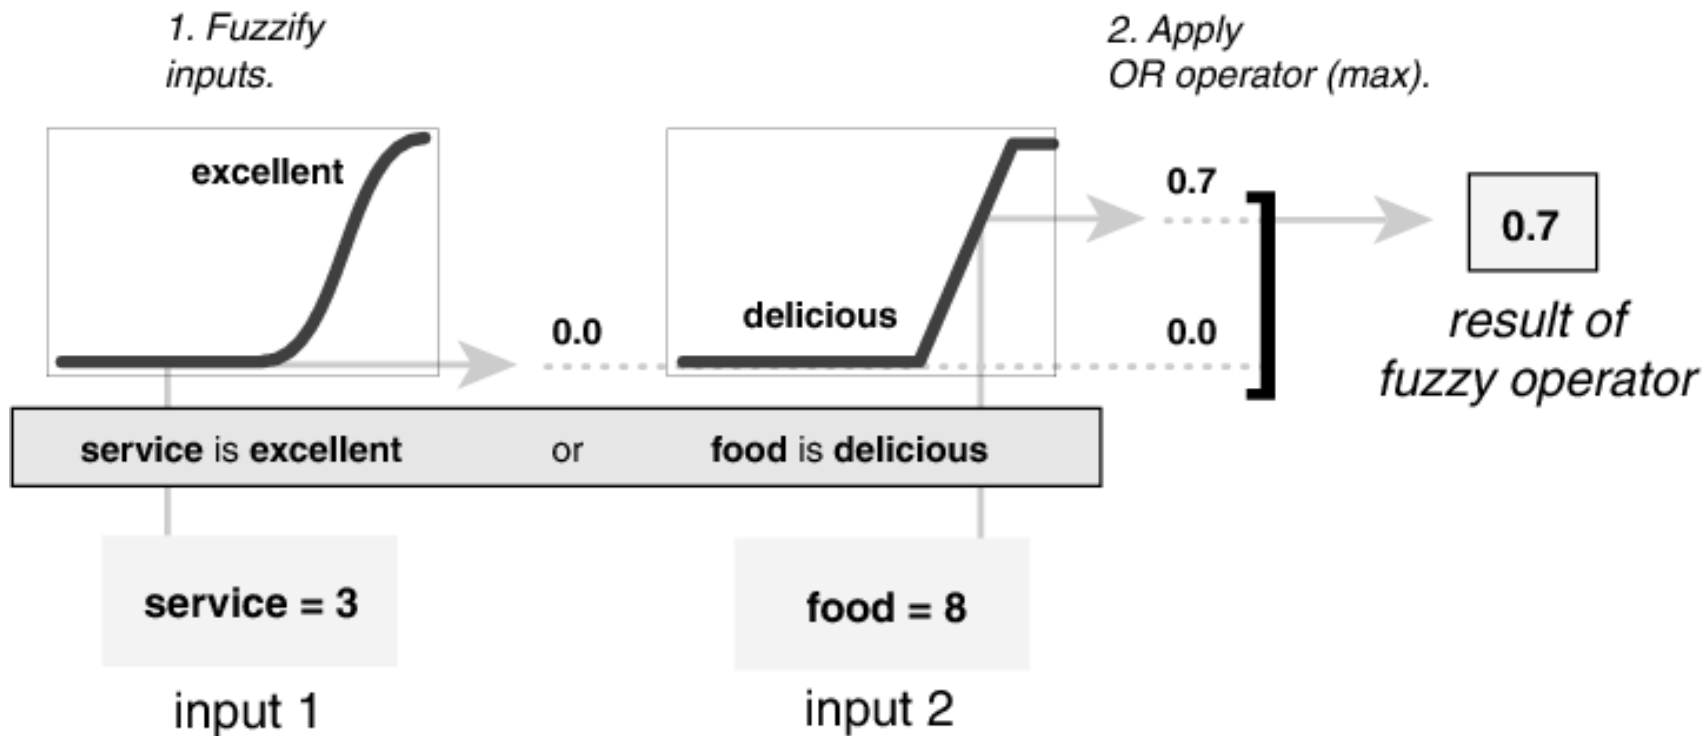 1. Fuzzify
inputs.
2. Apply
OR operator (max).
excellent
0.0
delicious
0.7
0.0
0.7
result of
fuzzy operator
service is excellent or food is delicious
service = 3
food = 8
input 1
input 2